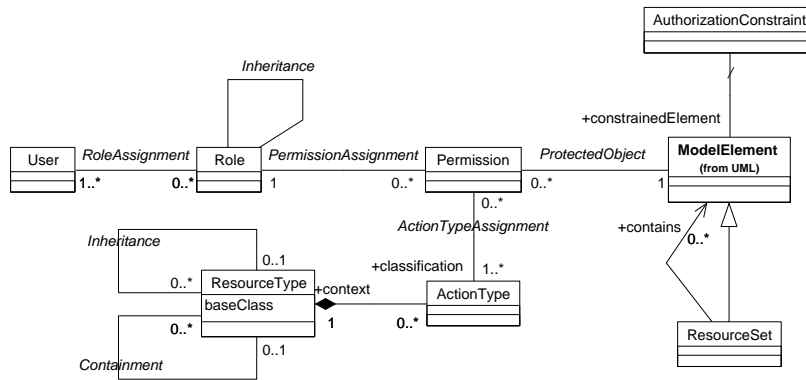 AuthorizationConstraint
Inheritance
+constrainedElement
User
RoleAssignment
Role
PermissionAssignment
Permission
ProtectedObject
ModelElement
(from UML)
1..*
0..*
1
0..*
0..*
1
0..*
ActionTypeAssignment
+contains
0..*
Inheritance
0..1
+classification
1..*
0..*
ResourceType
+context
ActionType
baseClass
0..*
1
0..*
ResourceSet
0..1
Containment